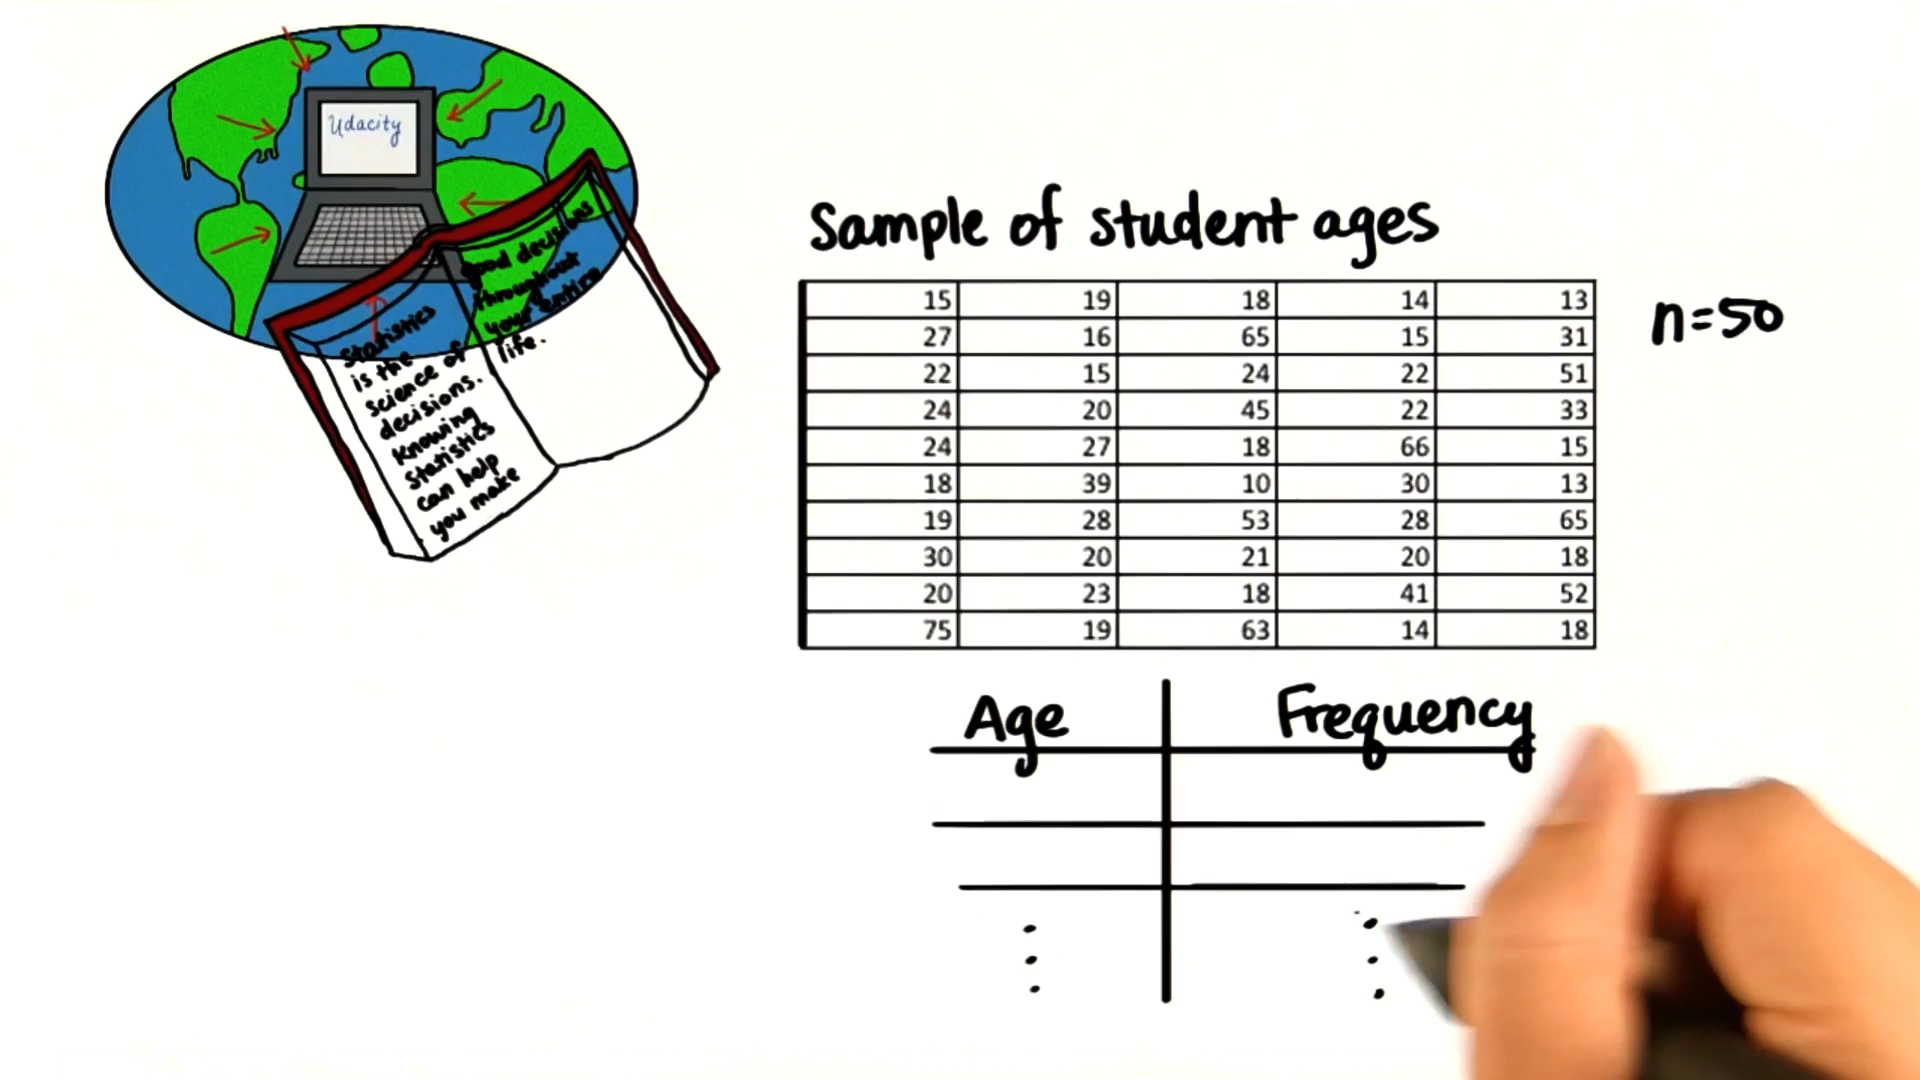 Udacity
Statistics
is the
science of
decisions.
Knowing
Statistics
can help
you make
good decisions
throughout
your entire
life.
Sample of student ages
15 19 18 14 13
27 16 65 15 31
22 15 24 22 51
24 20 45 22 33
24 27 18 66 15
18 39 10 30 13
19 28 53 28 65
30 20 21 20 18
20 23 18 41 52
75 19 63 14 18
n=50
Age Frequency